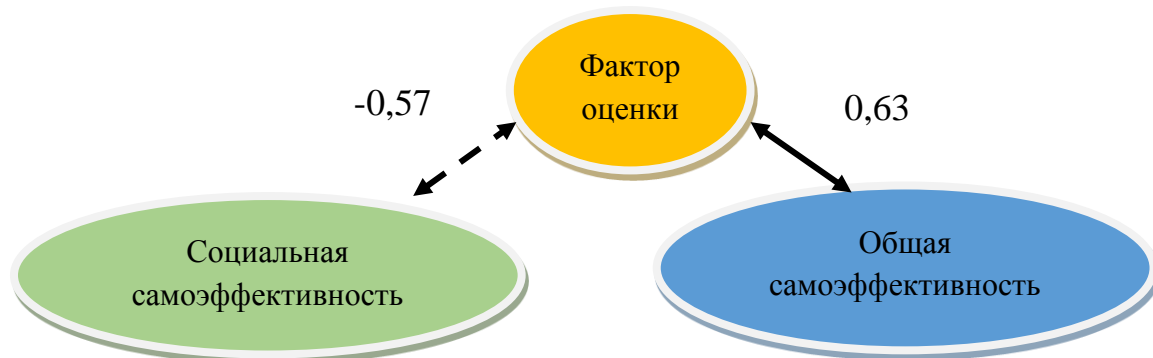 Фактор
оценки
-0,57
0,63
Социальная
самоэффективность
Общая
самоэффективность